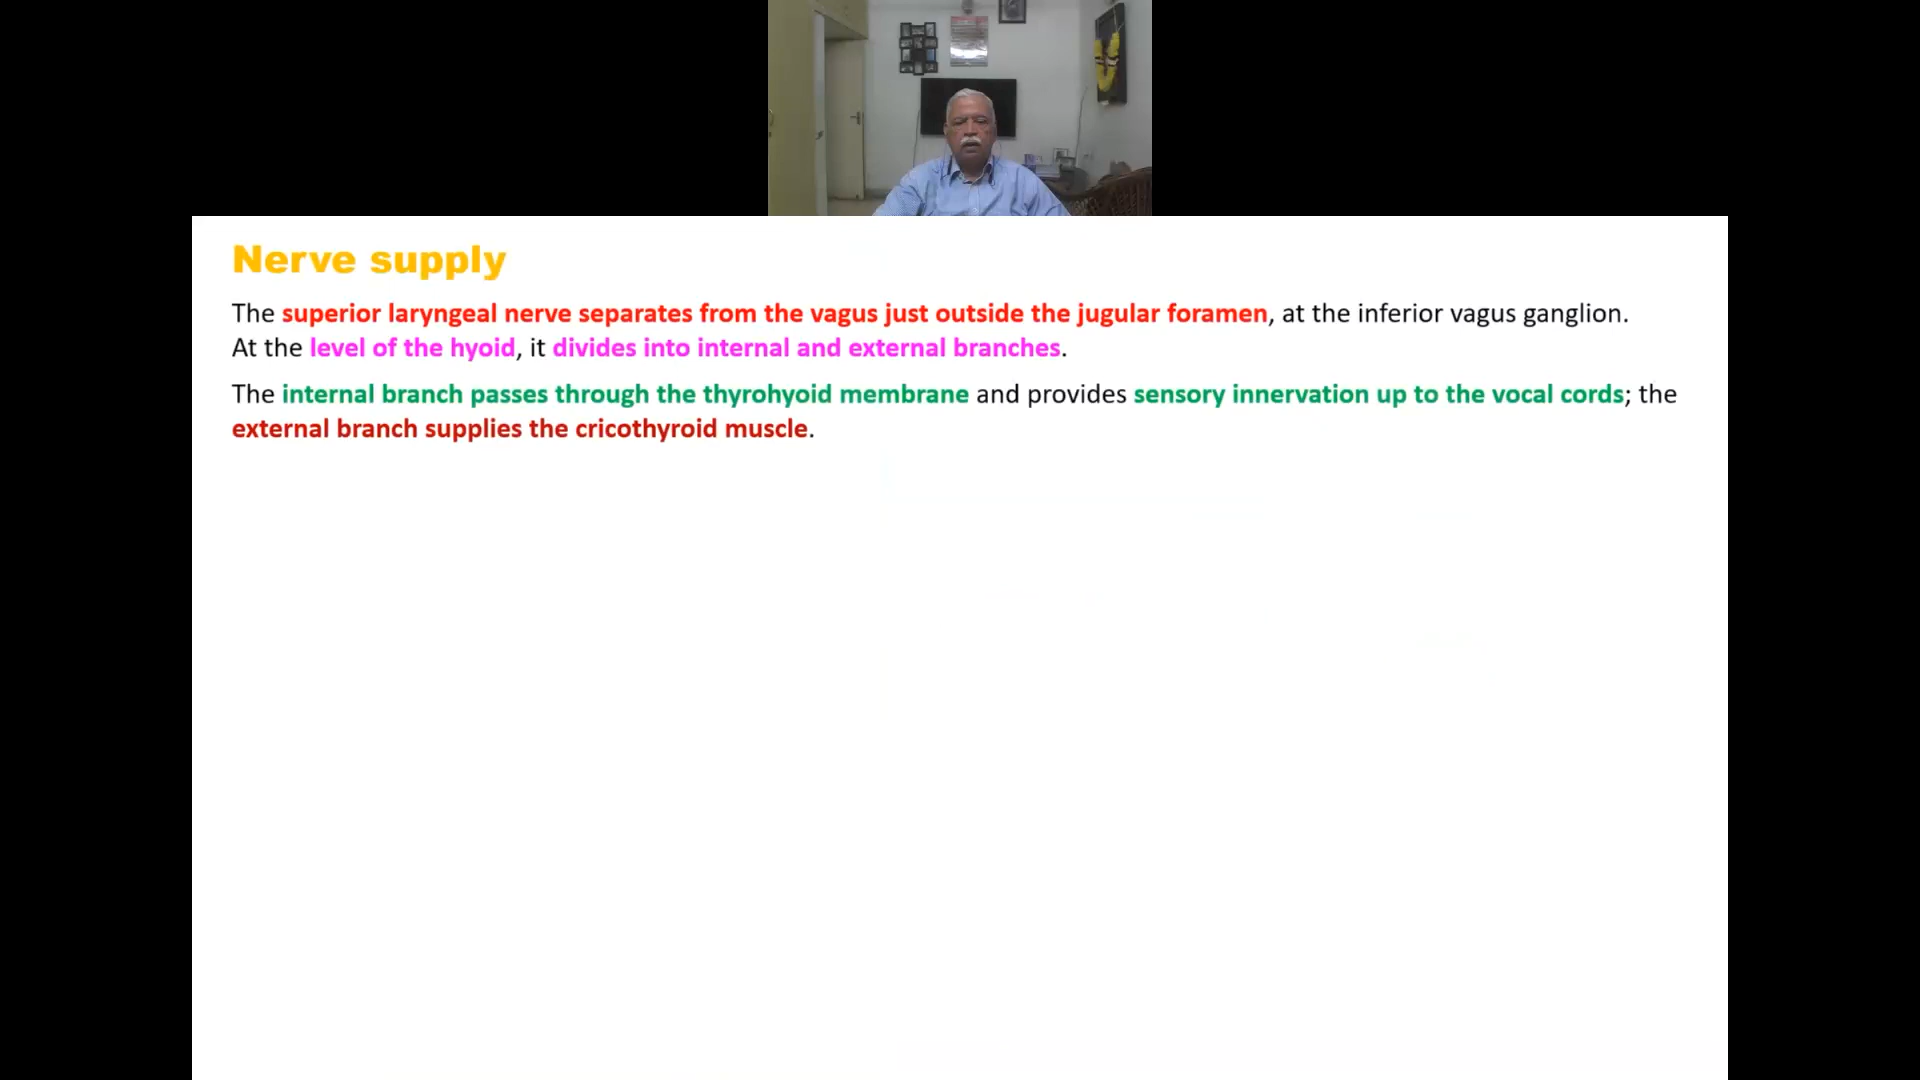 Nerve supply
The superior laryngeal nerve separates from the vagus just outside the jugular foramen, at the inferior vagus ganglion.
At the level of the hyoid, it divides into internal and external branches.
The internal branch passes through the thyrohyoid membrane and provides sensory innervation up to the vocal cords; the
external branch supplies the cricothyroid muscle.